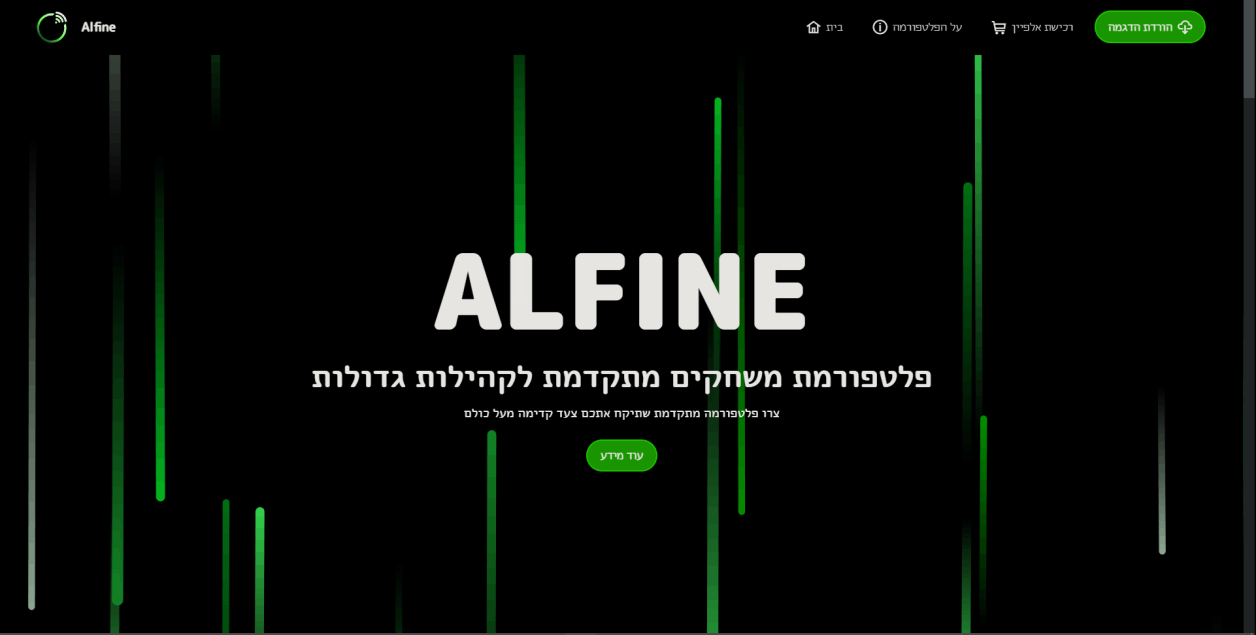 Alfine
בית
על הפלטפורמה
רכישת אלפיין
הורדת הדגמה
ALFINE
פלטפורמת משחקים מתקדמת לקהילות גדולות
צרו פלטפורמה מתקדמת שתיקח אתכם צעד קדימה מעל כולם
עוד מידע